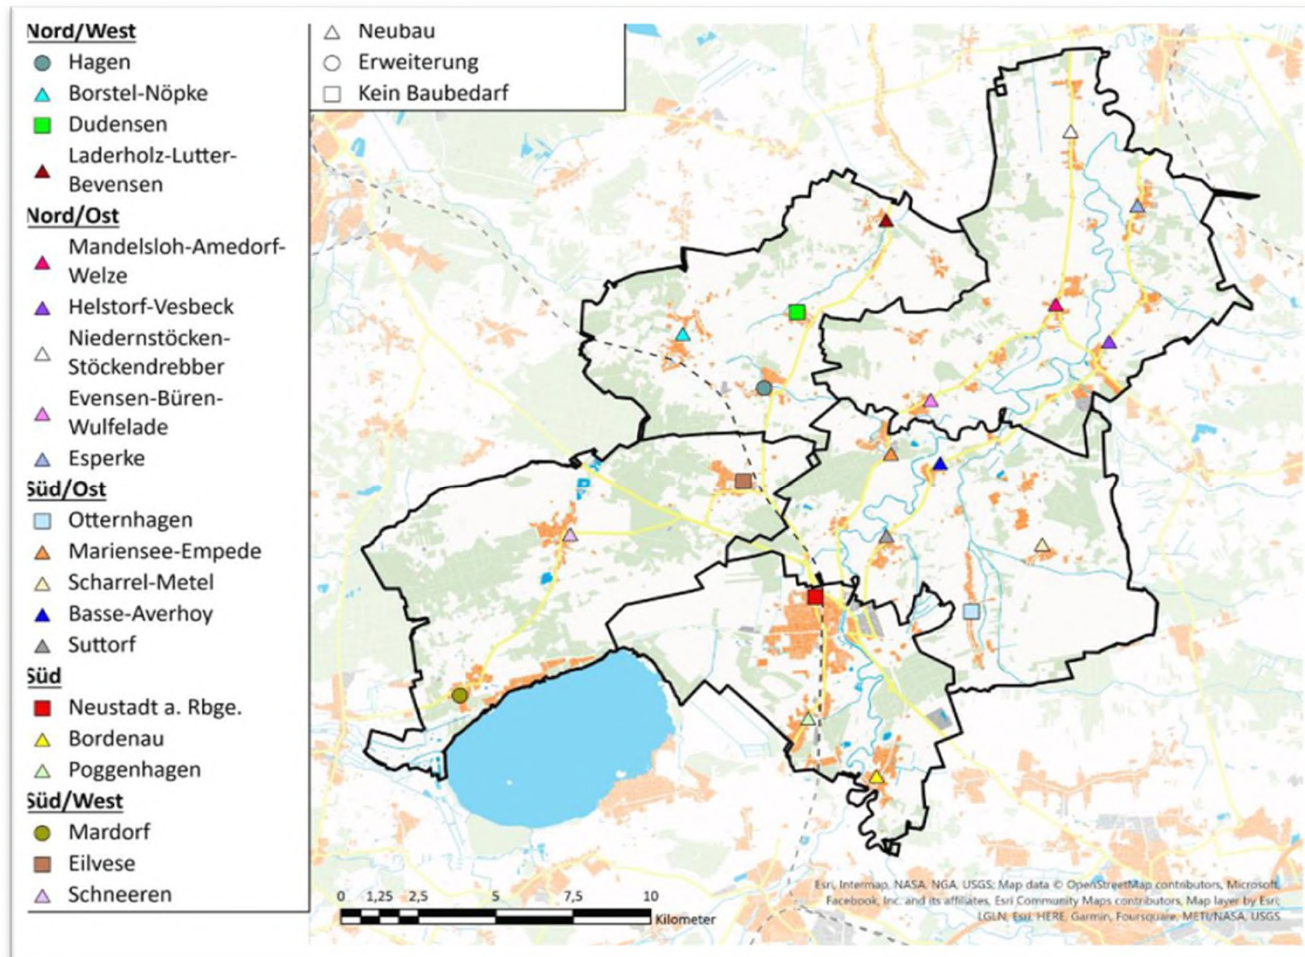 Nord/West
Hagen
Borstel-Nöpke
Dudensen
Laderholz-Lutter-
Bevensen
Nord/Ost
Mandelsloh-Amedorf-
Welze
Helstorf-Vesbeck
Niedernstöcken-
Stöckendrebber
Evensen-Büren-
Wulfelade
Esperke
Süd/Ost
Otternhagen
Mariensee-Empede
Scharrel-Metel
Basse-Averhoy
Suttorf
Süd
Neustadt a. Rbge.
Bordenau
Poggenhagen
Süd/West
Mardorf
Eilvese
Schneeren
Neubau
Erweiterung
Kein Baubedarf
0 1,25 2,5 5 7,5 10
Kilometer
Esri, Intermap, NASA, NGA, USGS; Map data © OpenStreetMap contributors, Microsoft,
Facebook, Inc. and its affiliates, Esri Community Maps contributors, Map layer by Esri;
LGLN, Esri, HERE, Garmin, Foursquare, METI/NASA, USGS